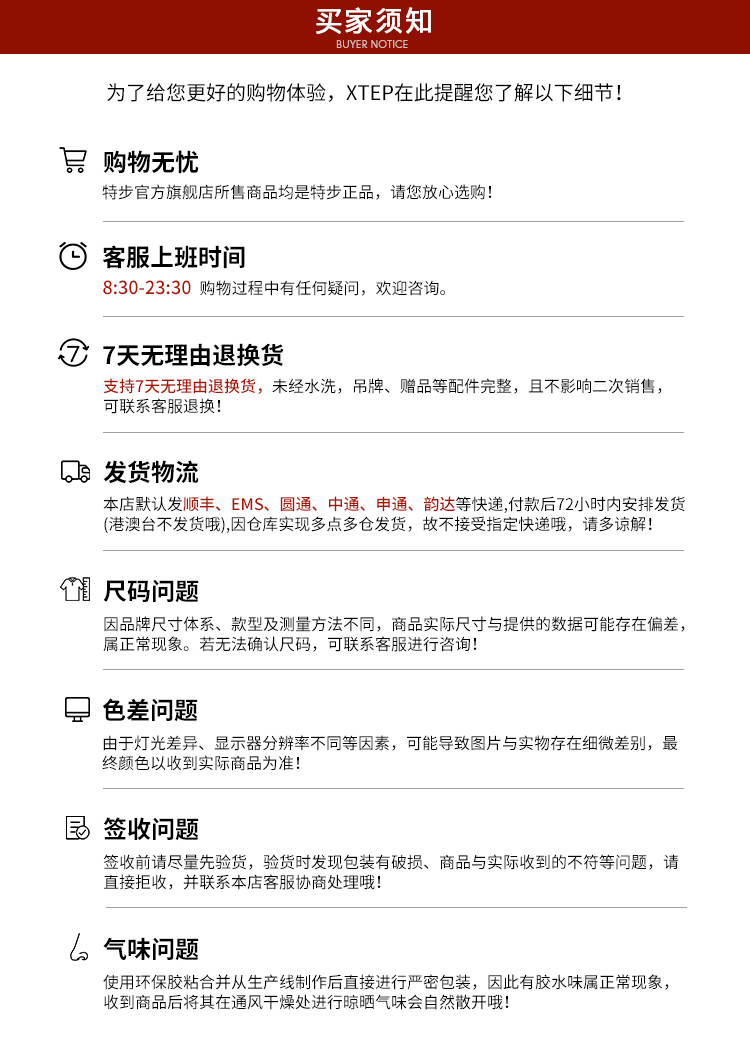 买家须知
BUYER NOTICE
为了给您更好的购物体验，XTEP在此提醒您了解以下细节！
购物无忧
特步官方旗舰店所售商品均是特步正品，请您放心选购！
客服上班时间
8:30-23:30 购物过程中有任何疑问，欢迎咨询。
7
7天无理由退换货
支持7天无理由退换货，未经水洗，吊牌、赠品等配件完整，且不影响二次销售，
可联系客服退换！
发货物流
本店默认发顺丰、EMS、圆通、中通、申通、韵达等快递,付款后72小时内安排发货
(港澳台不发货哦),因仓库实现多点多仓发货，故不接受指定快递哦，请多谅解！
尺码问题
因品牌尺寸体系、款型及测量方法不同，商品实际尺寸与提供的数据可能存在偏差，
属正常现象。若无法确认尺码，可联系客服进行咨询！
色差问题
由于灯光差异、显示器分辨率不同等因素，可能导致图片与实物存在细微差别，最
终颜色以收到实际商品为准！
签收问题
签收前请尽量先验货，验货时发现包装有破损、商品与实际收到的不符等问题，请
直接拒收，并联系本店客服协商处理哦！
气味问题
使用环保胶粘合并从生产线制作后直接进行严密包装，因此有胶水味属正常现象，
收到商品后将其在通风干燥处进行晾晒气味会自然散开哦！